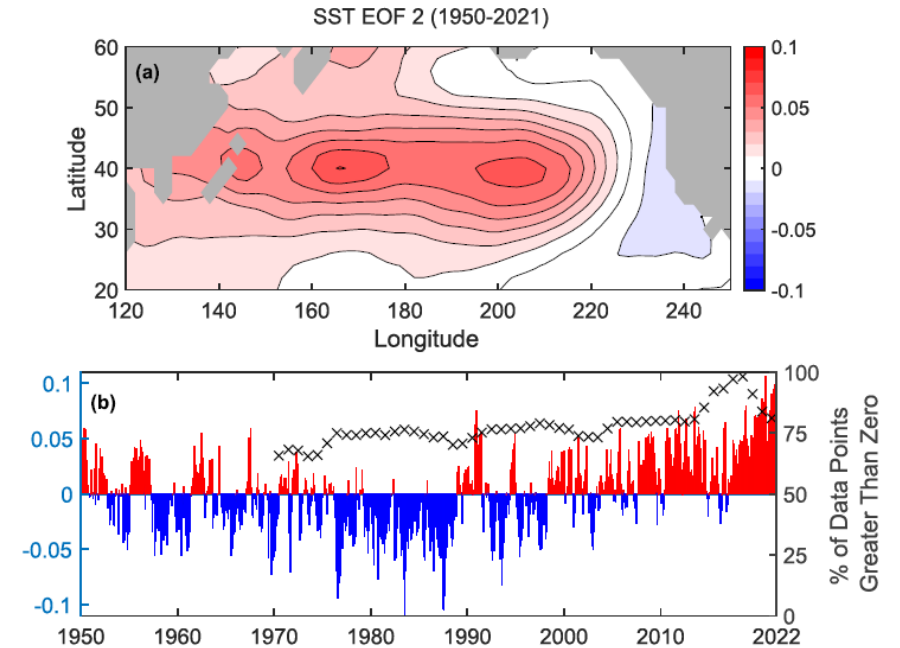 SST EOF 2 (1950-2021)
(a)
60
50
40
30
20
Latitude
120 140 160 180 200 220 240
Longitude
0.1
0.05
0
-0.05
-0.1
(b)
0.1
0.05
0
-0.05
-0.1
100
75
50
25
0
% of Data Points
Greater Than Zero
1950 1960 1970 1980 1990 2000 2010 2022